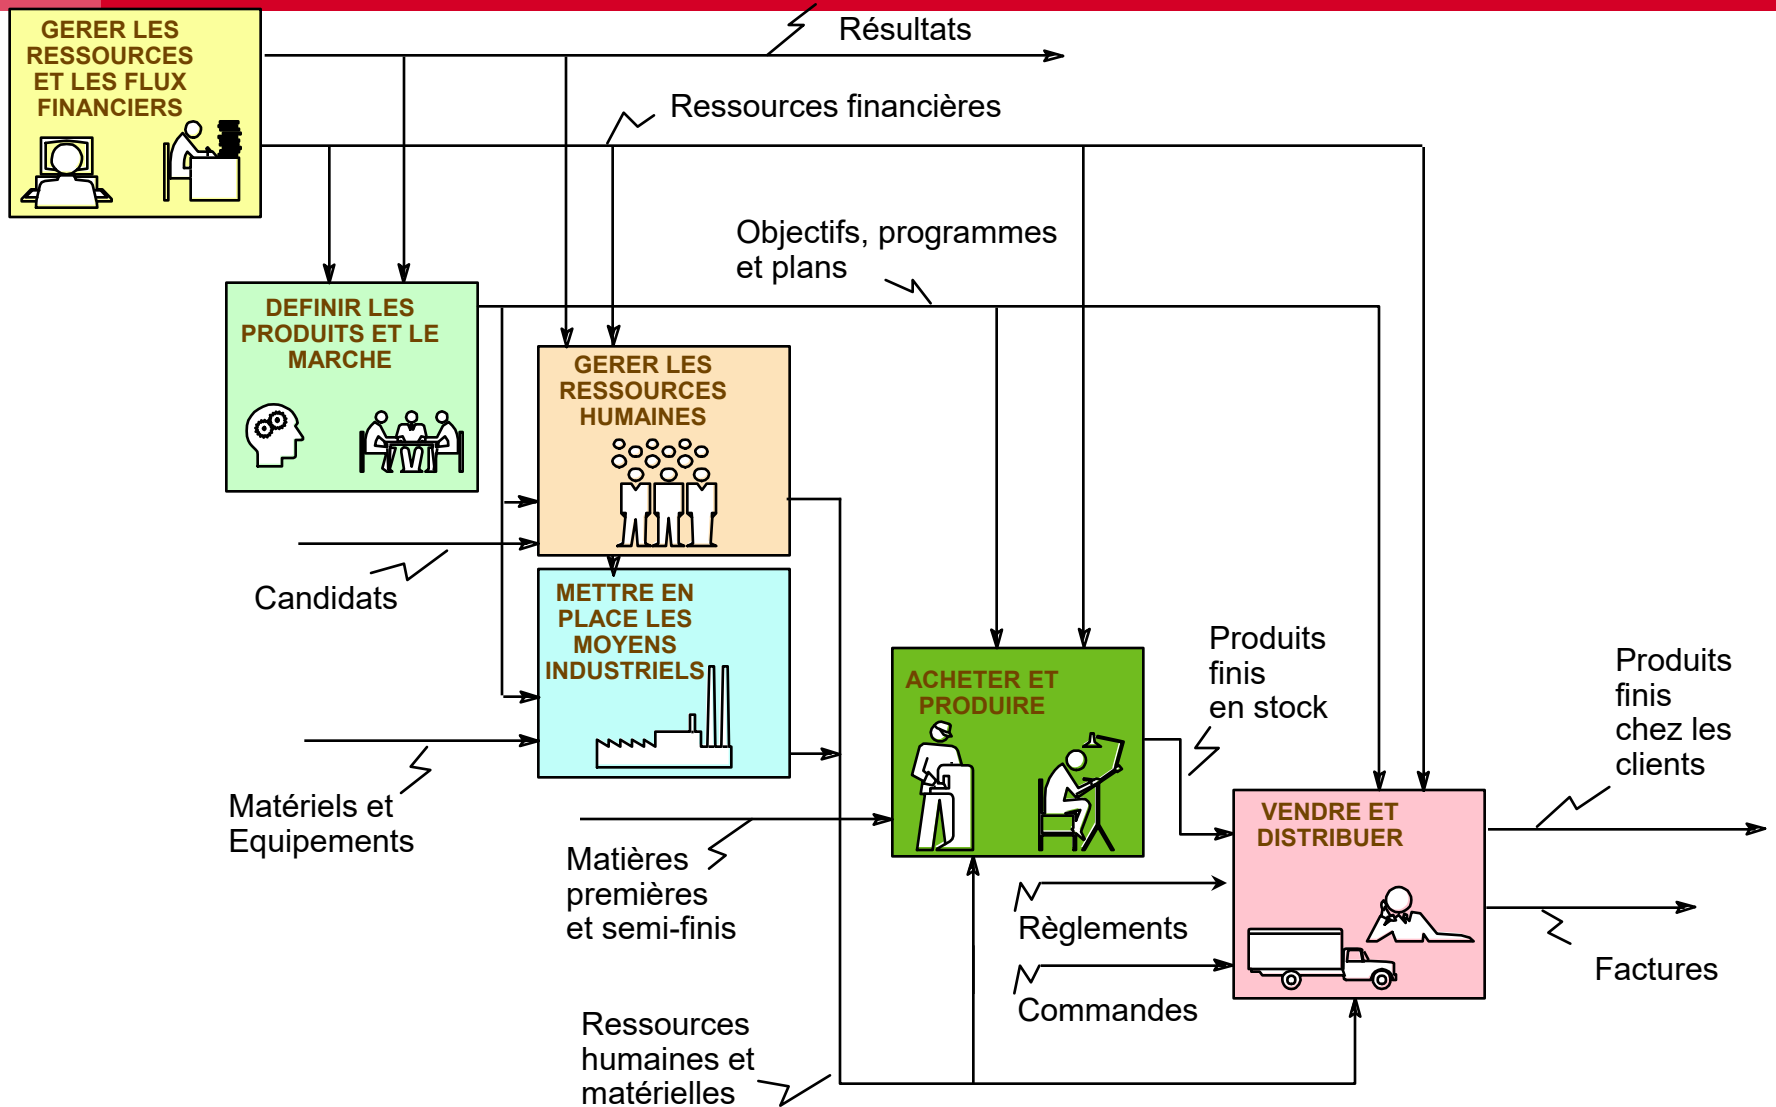 GERER LES
RESSOURCES
ET LES FLUX
FINANCIERS
Résultats
Ressources financières
Objectifs, programmes
et plans
DEFINIR LES
PRODUITS ET LE
MARCHE
GERER LES
RESSOURCES
HUMAINES
Candidats
METTRE EN
PLACE LES
MOYENS
INDUSTRIELS
Matériels et
Equipements
ACHETER ET
PRODUIRE
Produits
finis
en stock
Produits
finis
chez les
clients
Matières
premières
et semi-finis
VENDRE ET
DISTRIBUER
Règlements
Commandes
Factures
Ressources
humaines et
matérielles